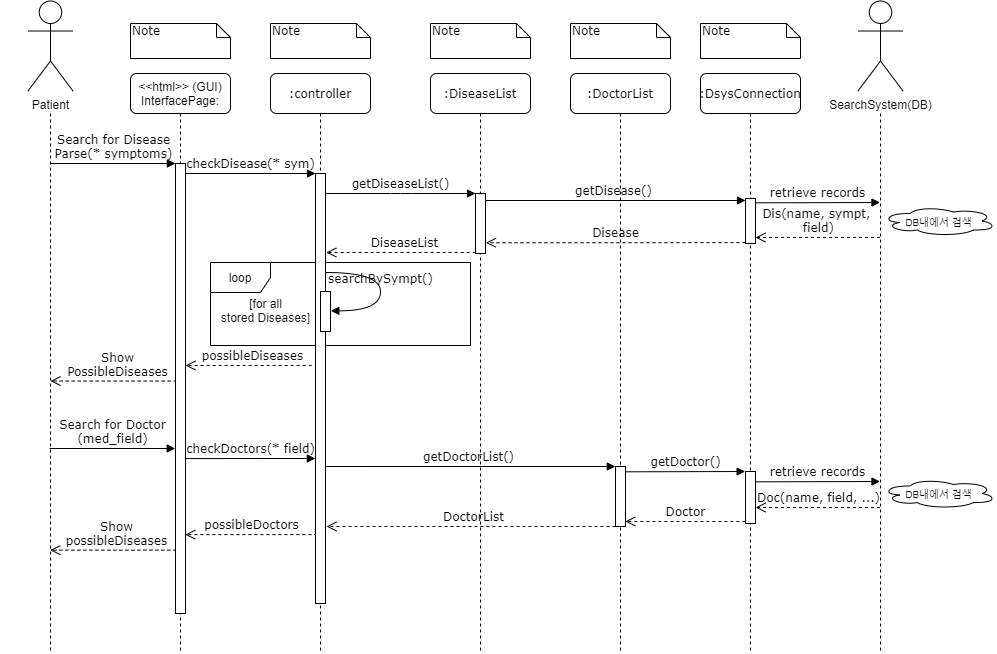 Note
Note
Note
Note
Note
<<html>> (GUI)
InterfacePage:
:controller
:DiseaseList
:DoctorList
:DsysConnection
Patient
SearchSystem(DB)
Search for Disease
Parse(* symptoms)
checkDisease(* sym)
getDiseaseList()
getDisease()
retrieve records
Dis(name, sympt,
field)
DB내에서 검색
Disease
DiseaseList
loop
searchBySympt()
[for all
stored Diseases]
possibleDiseases
Show
PossibleDiseases
Search for Doctor
(med_field)
checkDoctors(* field)
getDoctorList()
getDoctor()
retrieve records
Doc(name, field, ...)
DB내에서 검색
Doctor
DoctorList
possibleDoctors
Show
possibleDiseases